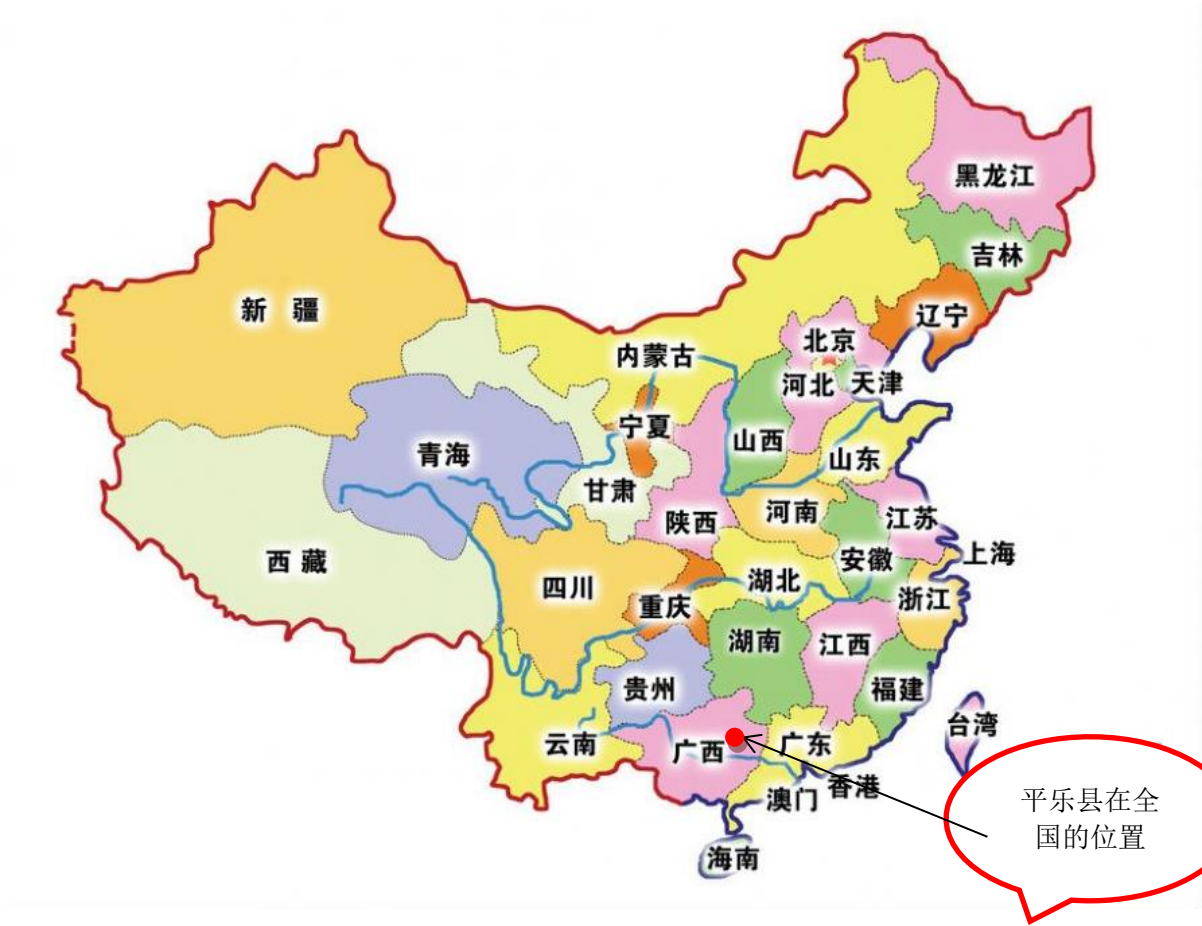 黑龙江
吉林
辽宁
新 疆
北京
内蒙古
河北
天津
宁夏
山西
青海
山东
甘肃
河南
江苏
陕西
上海
西藏
安徽
湖北
四川
浙江
重庆
湖南
江西
贵州
福建
台湾
云南
广西
广东
香港
澳门
海南
平乐县在全
国的位置